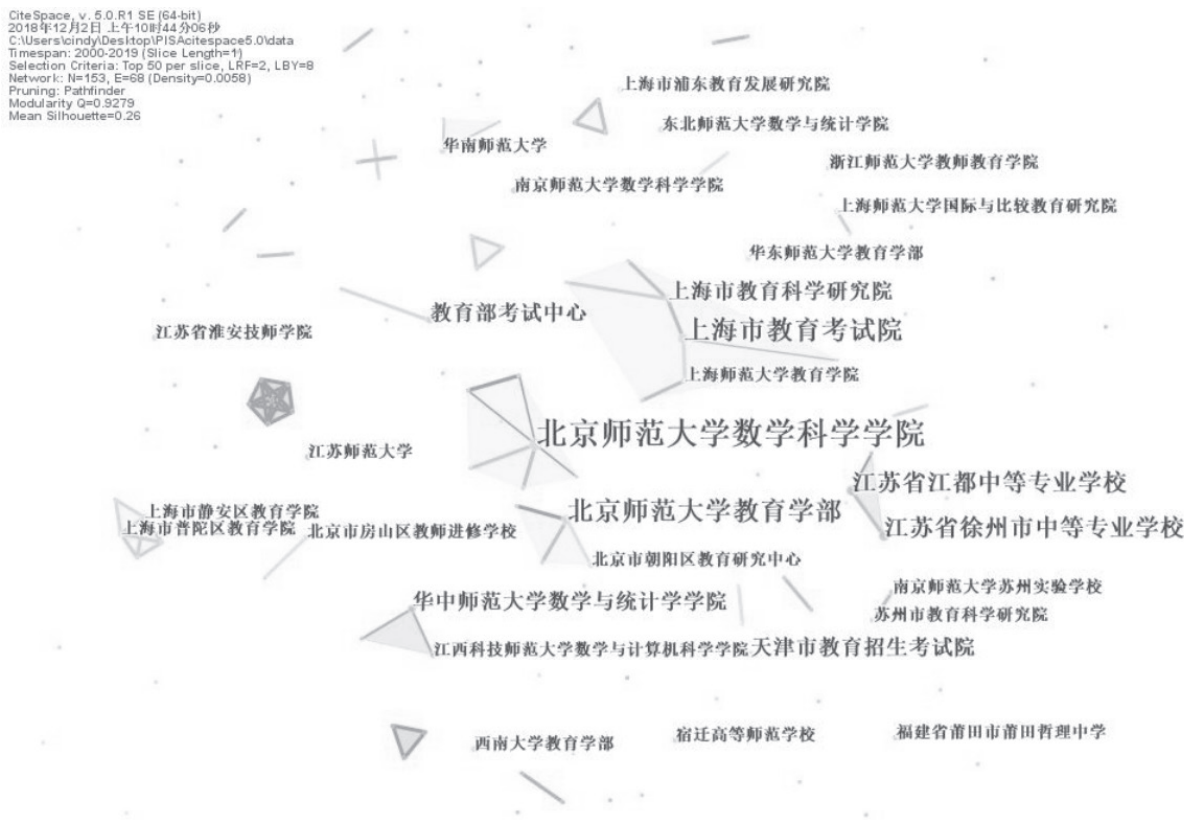 CiteSpace, v. 5.0.R1 SE (64-bit)
2018年12月2日 上午10时44分06秒
C:\Users\cindy\Desktop\PISAcitespace5.0\data
Timespan: 2000-2019 (Slice Length=1)
Selection Criteria: Top 50 per slice, LRF=2, LBY=8
Network: N=153, E=68 (Density=0.0058)
Pruning: Pathfinder
Modularity Q=0.9279
Mean Silhouette=0.26
上海市浦东教育发展研究院
东北师范大学数学与统计学院
华南师范大学
浙江师范大学教师教育学院
南京师范大学数学科学学院
上海师范大学国际与比较教育研究院
华东师范大学教育学部
上海市教育科学研究院
教育部考试中心
上海市教育考试院
江苏省淮安技师学院
上海师范大学教育学院
北京师范大学数学科学学院
江苏师范大学
江苏省江都中等专业学校
上海市静安区教育学院
北京师范大学教育学部
上海市普陀区教育学院
北京市房山区教师进修学校
江苏省徐州市中等专业学校
北京市朝阳区教育研究中心
南京师范大学苏州实验学校
华中师范大学数学与统计学学院
苏州市教育科学研究院
江西科技师范大学数学与计算机科学学院
天津市教育招生考试院
西南大学教育学部
宿迁高等师范学校
福建省莆田市莆田哲理中学